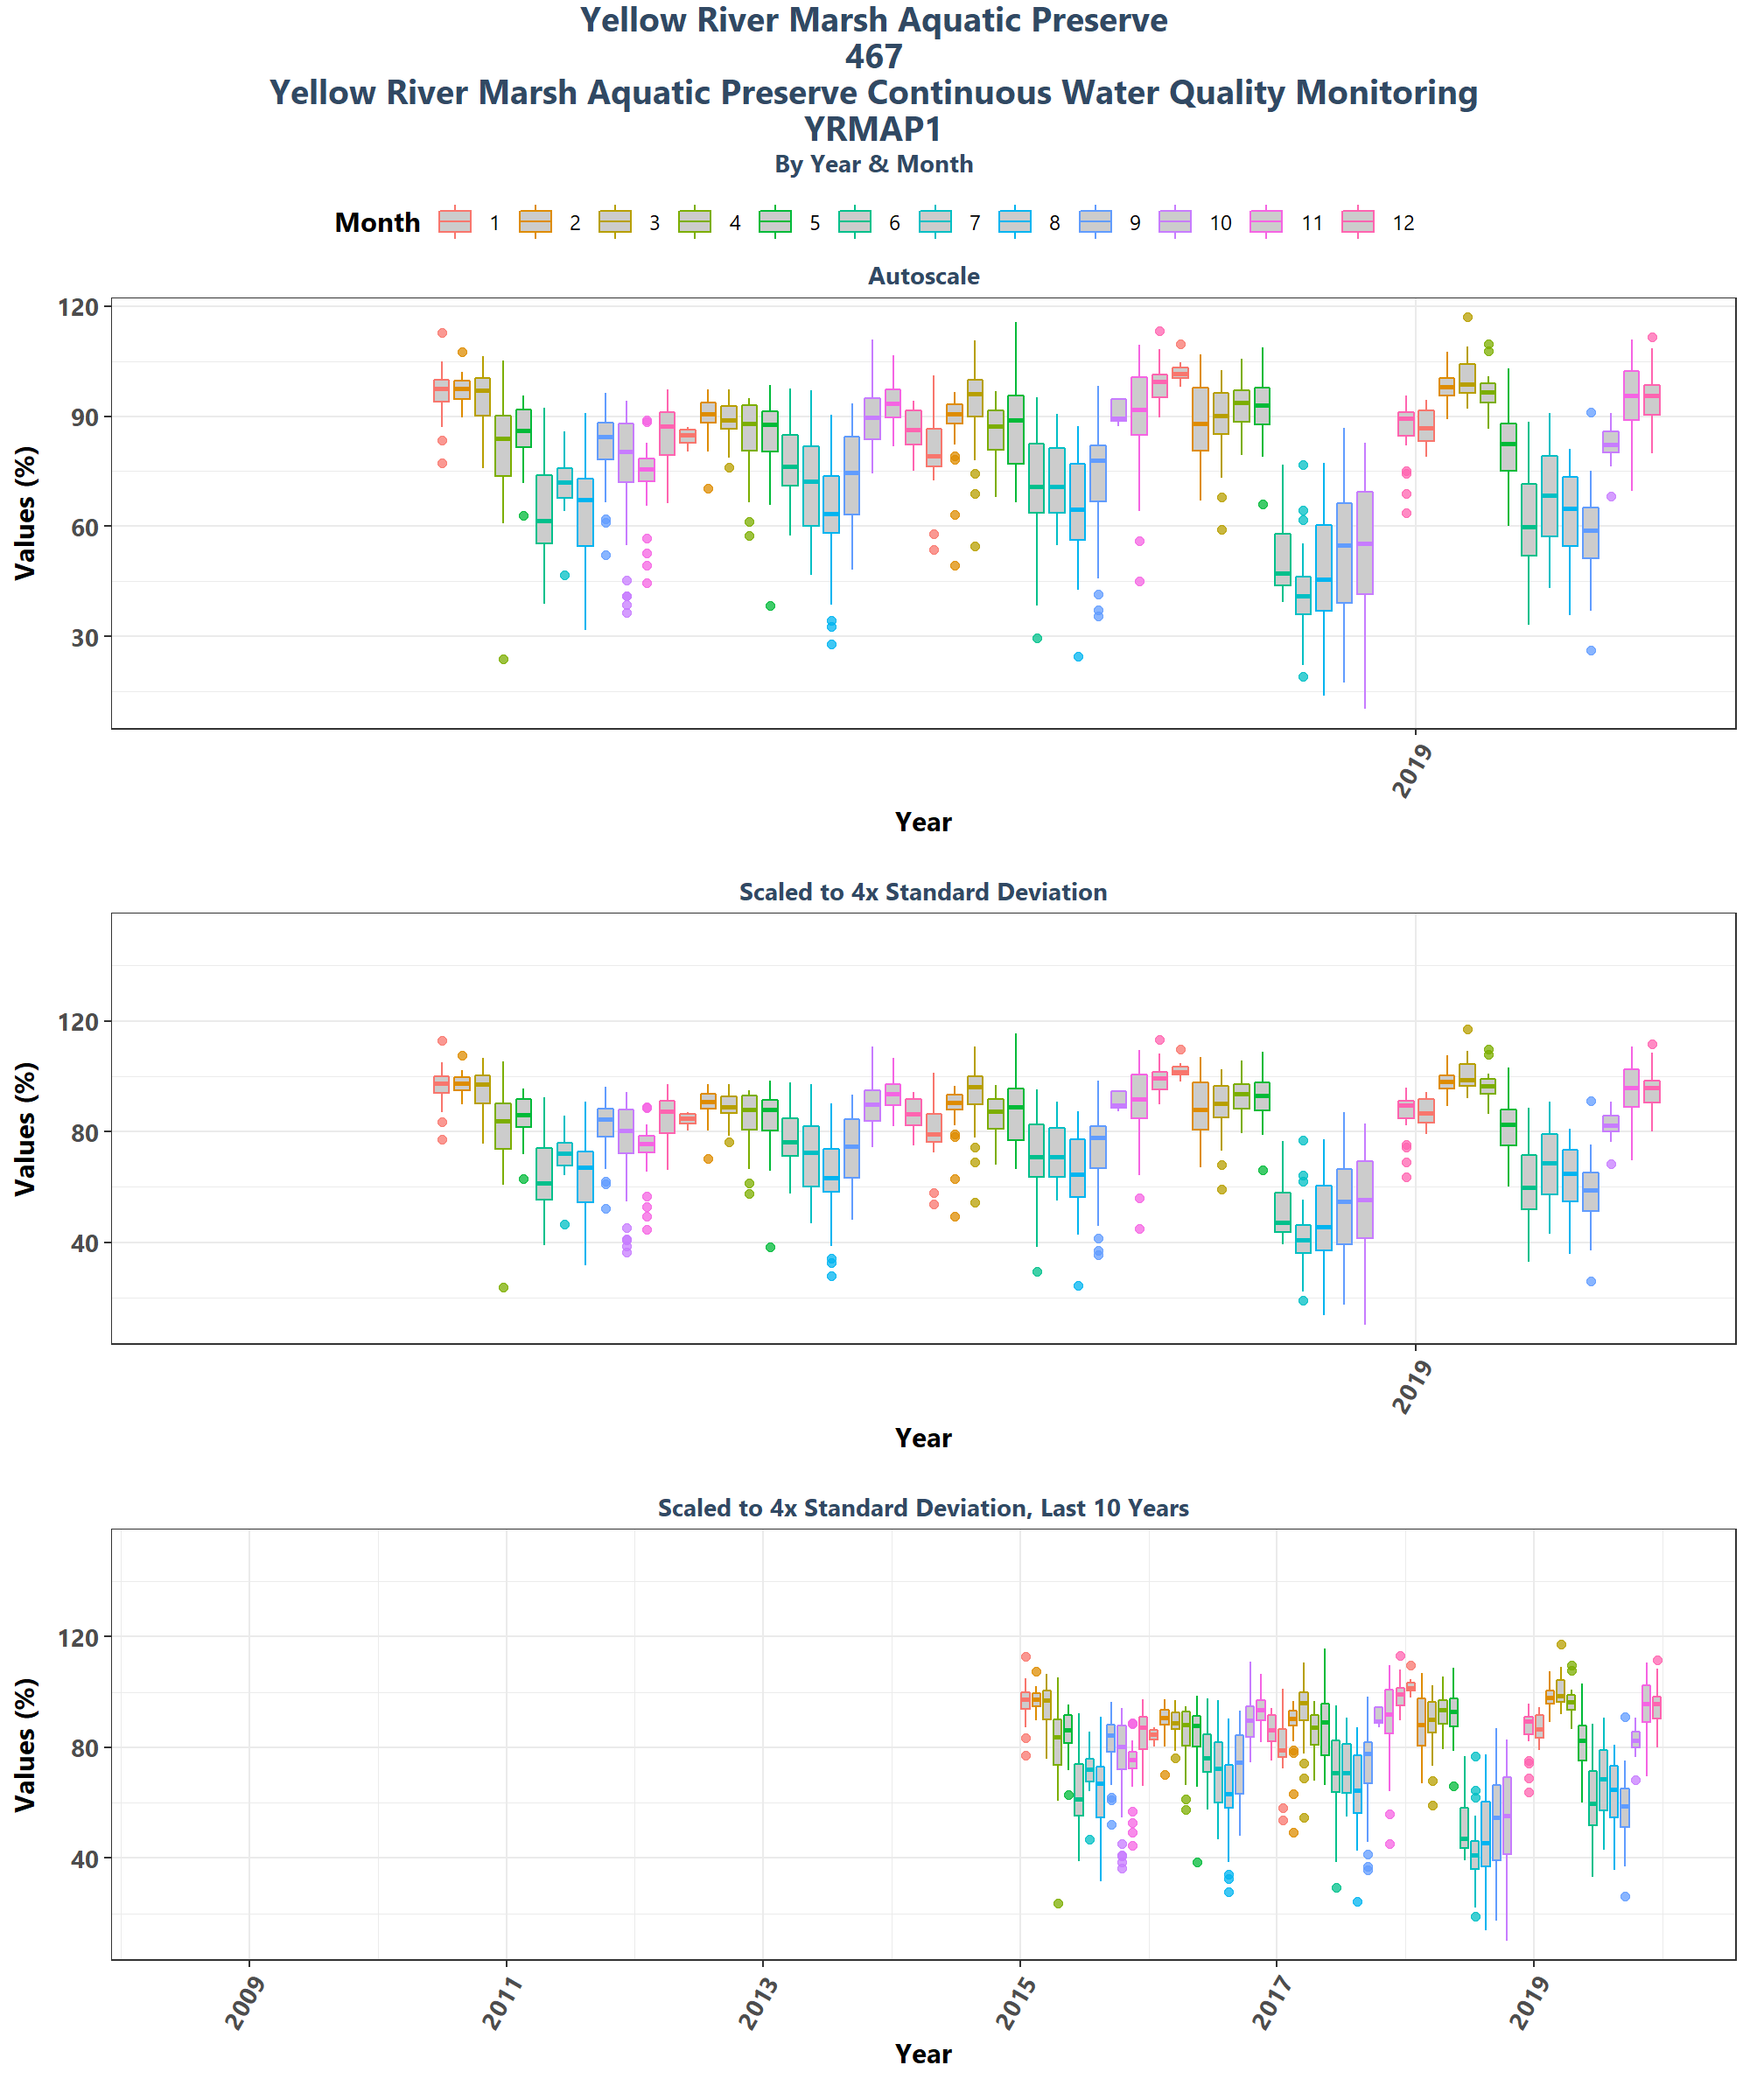 Yellow River Marsh Aquatic Preserve
467
Yellow River Marsh Aquatic Preserve Continuous Water Quality Monitoring
YRMAP1
By Year & Month
Month 1 2 3 4 5 6 7 8 9 10 11 12
Autoscale
Values (%)
120
90
60
30
2019
Year
Scaled to 4x Standard Deviation
Values (%)
120
80
40
2019
Year
Scaled to 4x Standard Deviation, Last 10 Years
Values (%)
120
80
40
2009 2011 2013 2015 2017 2019
Year